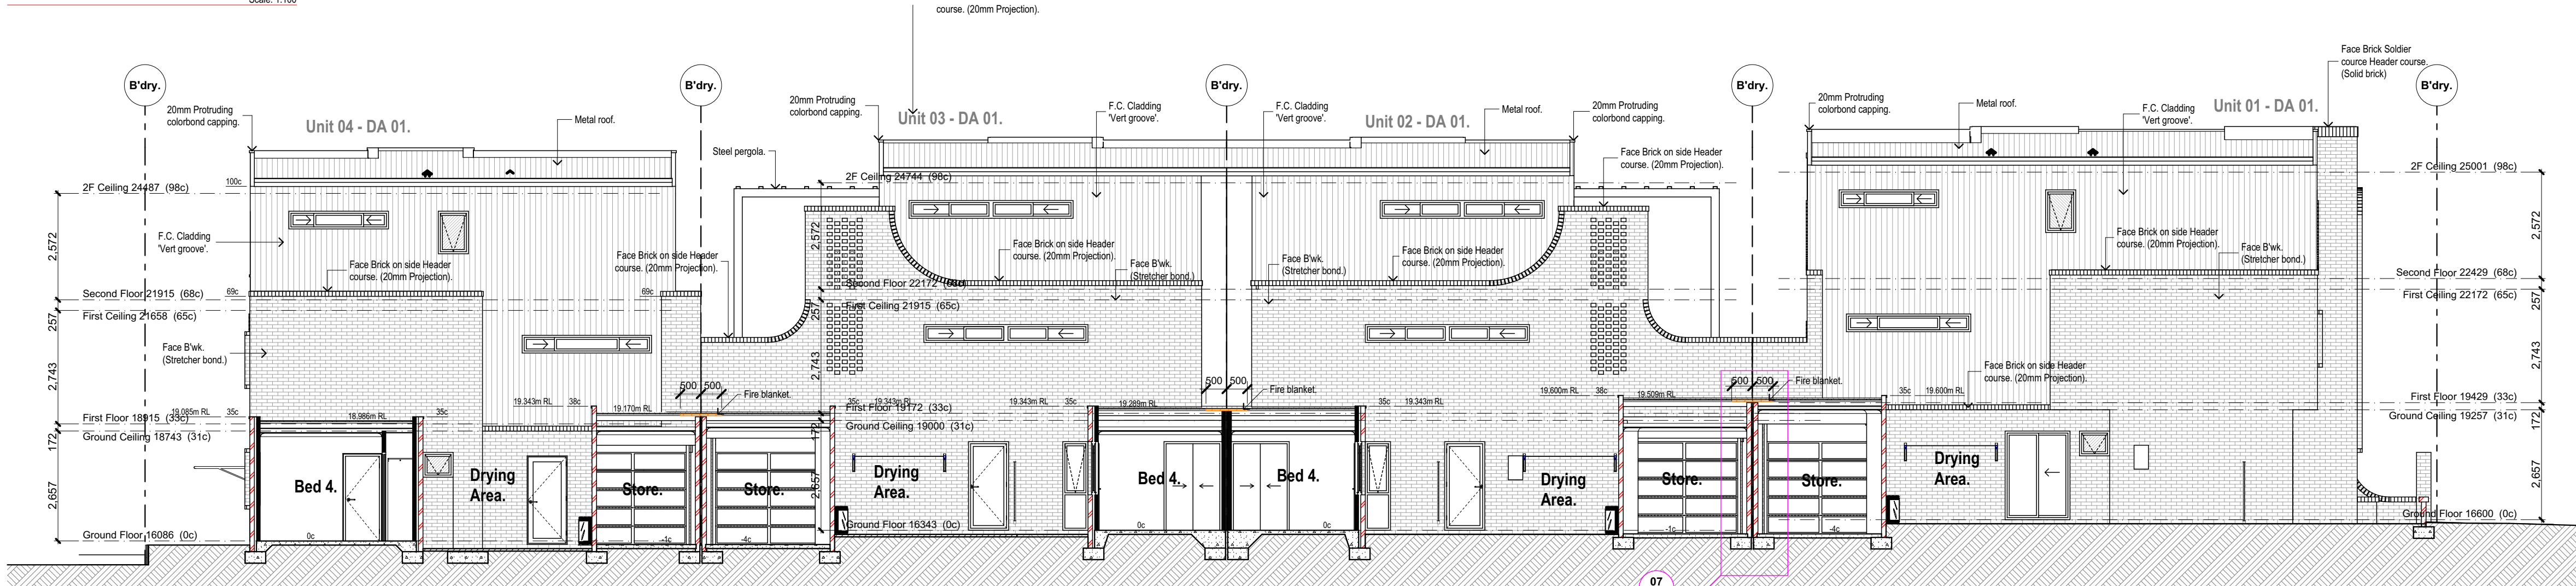 Scale: 1:100
course. (20mm Projection).
B'dry.
B'dry.
B'dry.
B'dry.
B'dry.
Face Brick Soldier
cource Header course.
(Solid brick)
20mm Protruding
colorbond capping.
Unit 04 - DA 01.
Metal roof.
20mm Protruding
colorbond capping.
Unit 03 - DA 01.
F.C. Cladding
'Vert groove'.
F.C. Cladding
'Vert groove'.
Unit 02 - DA 01.
Metal roof.
20mm Protruding
colorbond capping.
20mm Protruding
colorbond capping.
Metal roof.
F.C. Cladding
'Vert groove'.
Unit 01 - DA 01.
Steel pergola.
Face Brick on side Header
course. (20mm Projection).
2F Ceiling 24487 (98c)
100c
2F Ceiling 24744 (98c)
2F Ceiling 25001 (98c)
2,572
F.C. Cladding
'Vert groove'.
Face Brick on side Header
course. (20mm Projection).
Face Brick on side Header
course. (20mm Projection).
2,572
Face Brick on side Header
course. (20mm Projection).
Face B'wk.
(Stretcher bond.)
Face B'wk.
(Stretcher bond.)
Face Brick on side Header
course. (20mm Projection).
Face Brick on side Header
course. (20mm Projection).
Face B'wk.
(Stretcher bond.)
2,572
Second Floor 21915 (68c)
69c
69c
Second Floor 22172 (68c)
Second Floor 22429 (68c)
257
First Ceiling 21658 (65c)
257
First Ceiling 21915 (65c)
First Ceiling 22172 (65c)
257
Face B'wk.
(Stretcher bond.)
2,743
2,743
2,743
Face Brick on side Header
course. (20mm Projection).
500
500
Fire blanket.
500
500
Fire blanket.
500
500
Fire blanket.
First Floor 18915 (33c)
19.085m RL
35c
18.986m RL
35c
19.343m RL
38c
19.170m RL
35c
19.343m RL
First Floor 19172 (33c)
19.343m RL
35c
19.289m RL
35c
19.343m RL
19.600m RL
38c
19.509m RL
35c
19.600m RL
First Floor 19429 (33c)
172
Ground Ceiling 18743 (31c)
172
Ground Ceiling 19000 (31c)
Ground Ceiling 19257 (31c)
172
2,657
Bed 4.
Drying
Area.
Store.
Store.
2,657
Drying
Area.
Bed 4.
Bed 4.
Drying
Area.
Store.
Store.
Drying
Area.
2,657
Ground Floor 16086 (0c)
0c
-1c
-4c
Ground Floor 16343 (0c)
0c
0c
-1c
-4c
Ground Floor 16600 (0c)
07